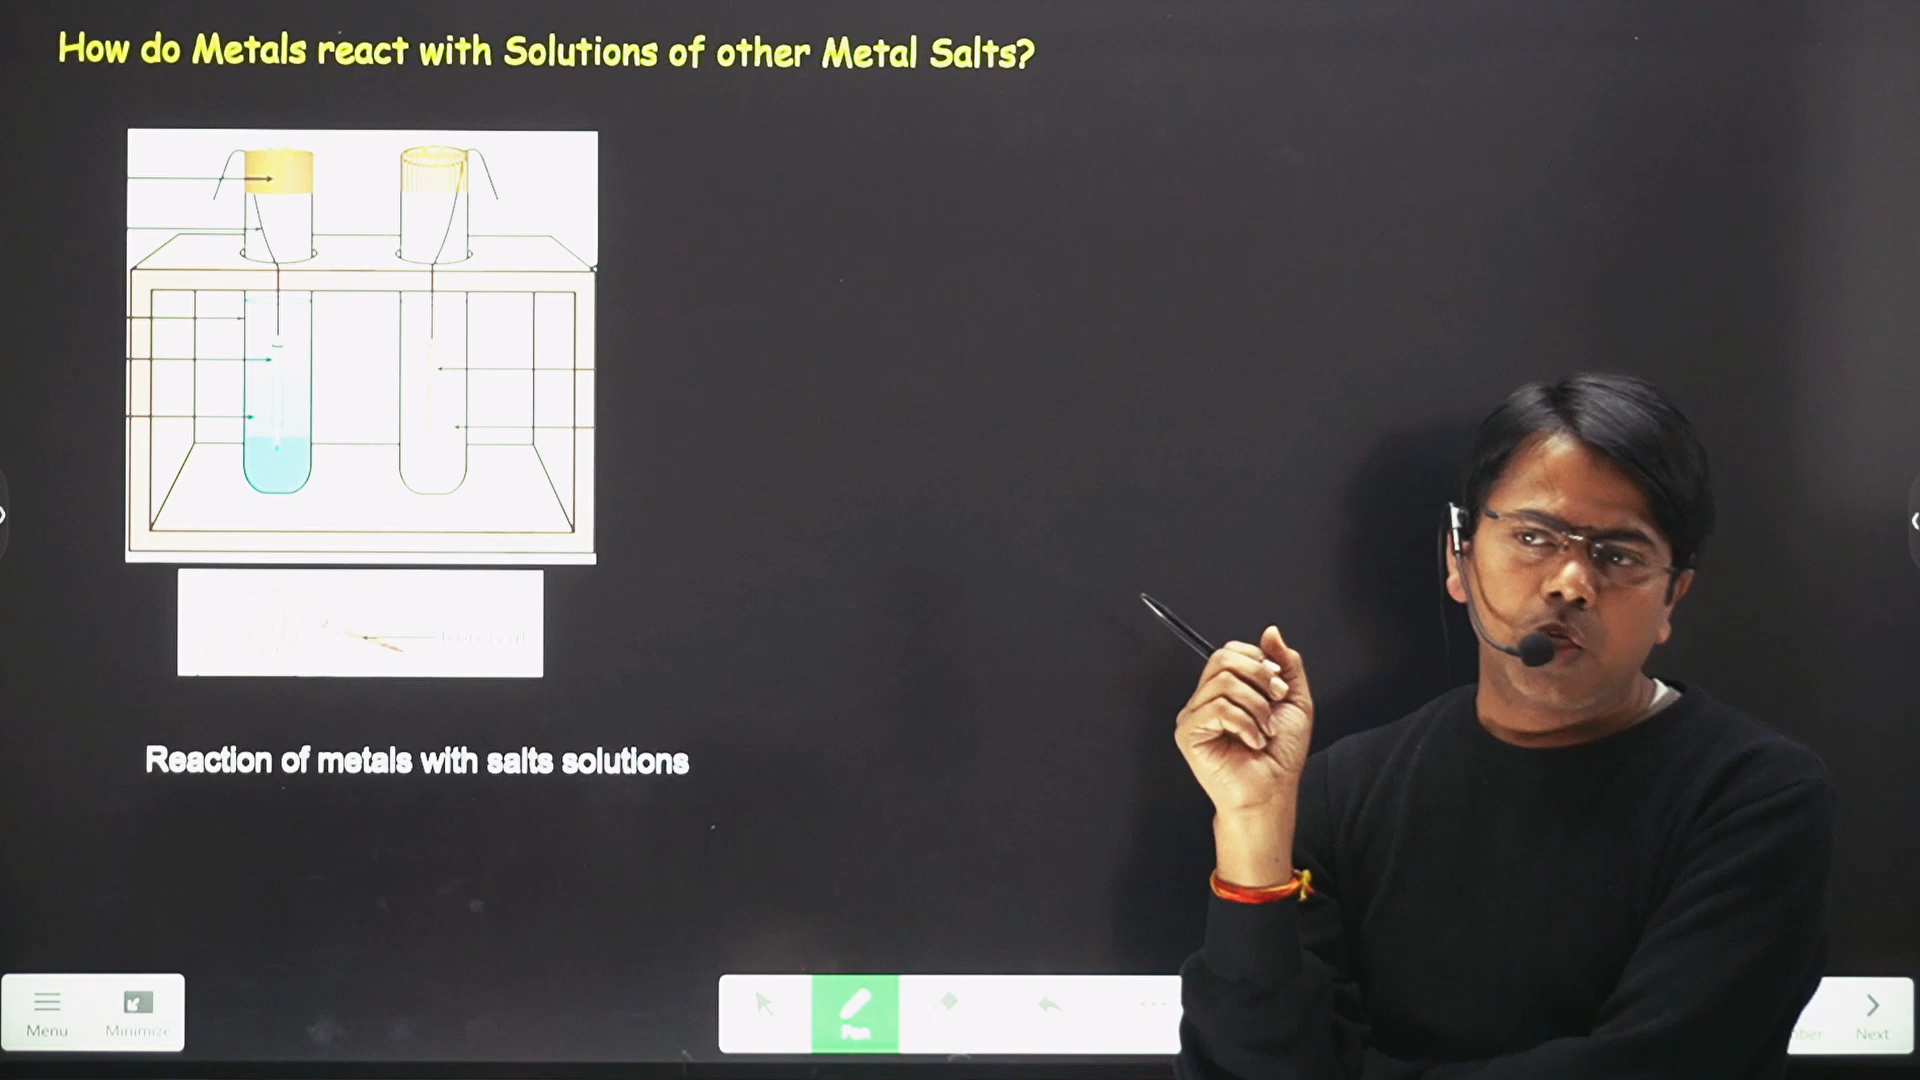 How do Metals react with Solutions of other Metal Salts?
Reaction of metals with salts solutions
Menu
Minimize
Pen
Next